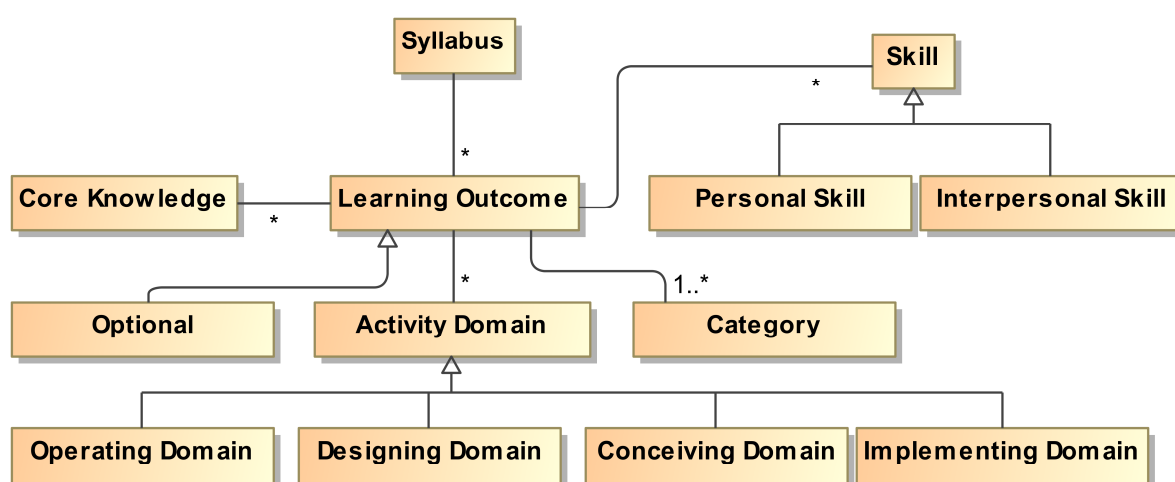 Syllabus
Skill
*
*
Core Knowledge
Learning Outcome
Personal Skill
Interpersonal Skill
*
*
1..*
Optional
Activity Domain
Category
Operating Domain
Designing Domain
Conceiving Domain
Implementing Domain